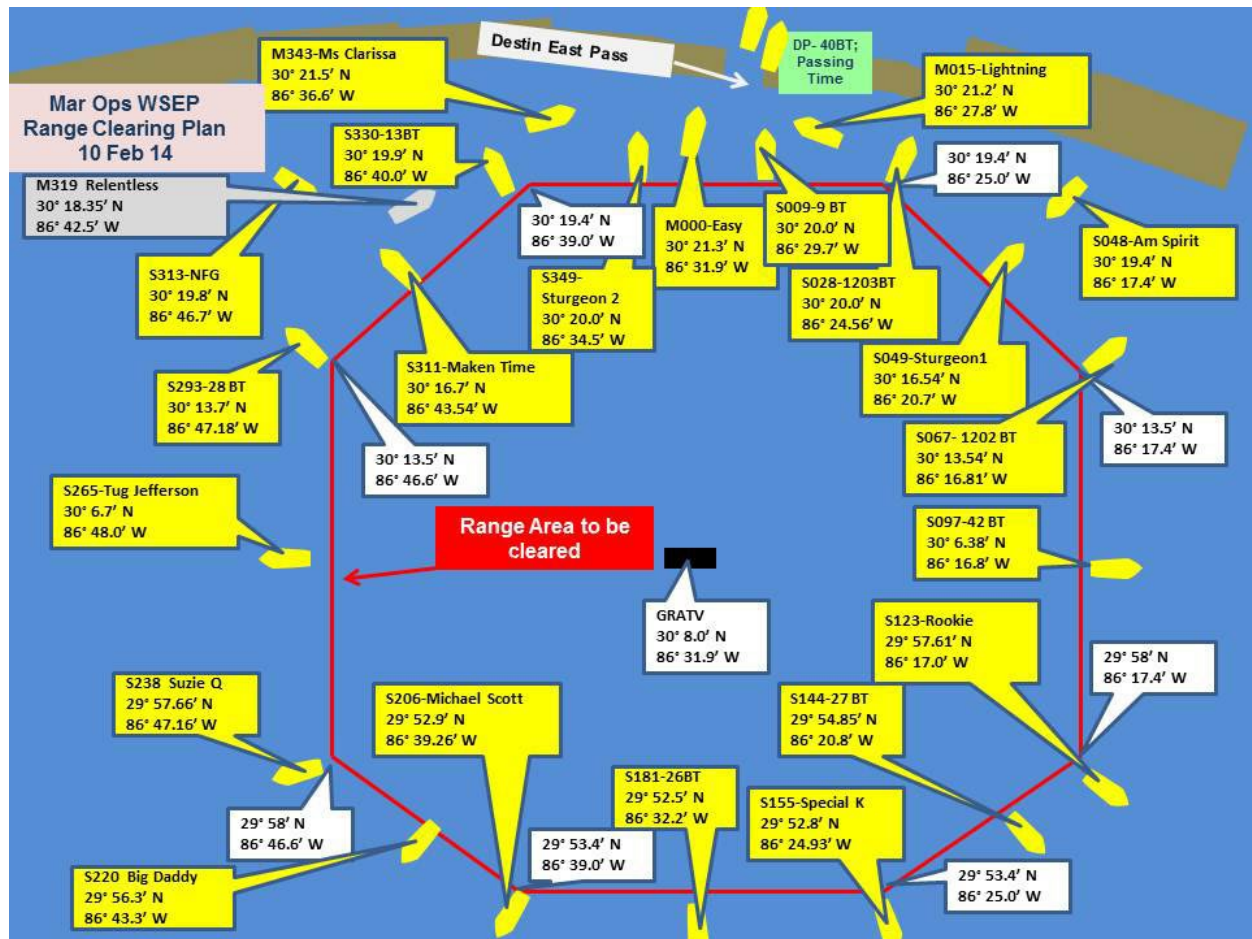 Destin East Pass
DP- 40BT;
Passing
Time
M343-Ms Clarissa
30° 21.5’ N
86° 36.6’ W
M015-Lightning
30° 21.2’ N
86° 27.8’ W
Mar Ops WSEP
Range Clearing Plan
10 Feb 14
S330-13BT
30° 19.9’ N
86° 40.0’ W
30° 19.4’ N
86° 25.0’ W
M319 Relentless
30° 18.35’ N
86° 42.5’ W
30° 19.4’ N
86° 39.0’ W
M000-Easy
30° 21.3’ N
86° 31.9’ W
S009-9 BT
30° 20.0’ N
86° 29.7’ W
S048-Am Spirit
30° 19.4’ N
86° 17.4’ W
S313-NFG
30° 19.8’ N
86° 46.7’ W
S349-
Sturgeon 2
30° 20.0’ N
86° 34.5’ W
S028-1203BT
30° 20.0’ N
86° 24.56’ W
S311-Maken Time
30° 16.7’ N
86° 43.54’ W
S049-Sturgeon1
30° 16.54’ N
86° 20.7’ W
S293-28 BT
30° 13.7’ N
86° 47.18’ W
30° 13.5’ N
86° 46.6’ W
S067- 1202 BT
30° 13.54’ N
86° 16.81’ W
30° 13.5’ N
86° 17.4’ W
S265-Tug Jefferson
30° 6.7’ N
86° 48.0’ W
Range Area to be
cleared
S097-42 BT
30° 6.38’ N
86° 16.8’ W
GRATV
30° 8.0’ N
86° 31.9’ W
S123-Rookie
29° 57.61’ N
86° 17.0’ W
29° 58’ N
86° 17.4’ W
S238 Suzie Q
29° 57.66’ N
86° 47.16’ W
S206-Michael Scott
29° 52.9’ N
86° 39.26’ W
S144-27 BT
29° 54.85’ N
86° 20.8’ W
S181-26BT
29° 52.5’ N
86° 32.2’ W
S155-Special K
29° 52.8’ N
86° 24.93’ W
29° 58’ N
86° 46.6’ W
29° 53.4’ N
86° 39.0’ W
29° 53.4’ N
86° 25.0’ W
S220 Big Daddy
29° 56.3’ N
86° 43.3’ W